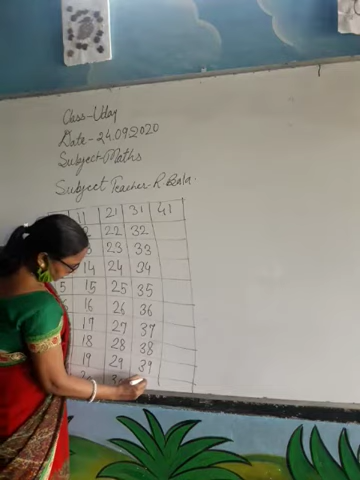 Class-Uday
Date-24.09.2020
Subject-Maths
Subject Teacher-R Bala.
11 21 31 41
22 32
23 33
14 24 34
5 15 25 35
16 26 36
17 27 37
18 28 38
19 29 39